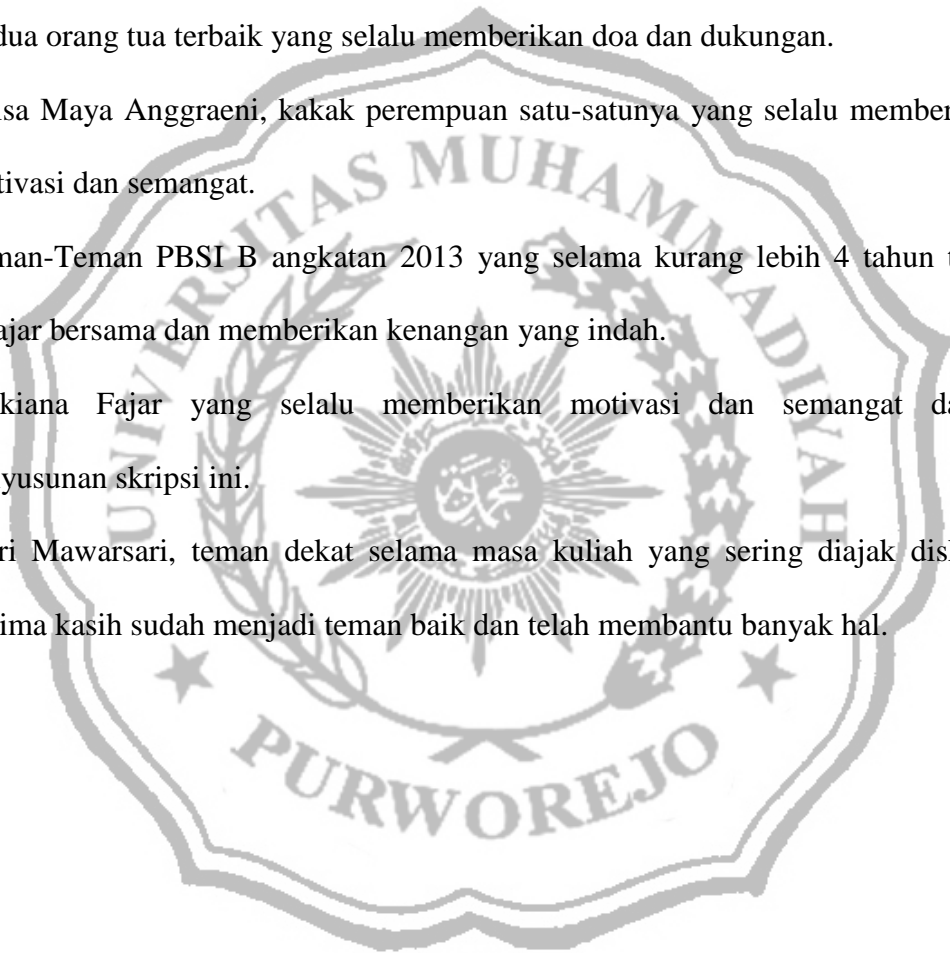 dua orang tua terbaik yang selalu memberikan doa dan dukungan.
isa Maya Anggraeni, kakak perempuan satu-satunya yang selalu member
tivasi dan semangat.
man-Teman PBSI B angkatan 2013 yang selama kurang lebih 4 tahun t
ajar bersama dan memberikan kenangan yang indah.
kiana Fajar yang selalu memberikan motivasi dan semangat da
yusunan skripsi ini.
ri Mawarsari, teman dekat selama masa kuliah yang sering diajak dis
ima kasih sudah menjadi teman baik dan telah membantu banyak hal.
UNIVERSITAS MUHAMMADIYAH
PURWOREJO